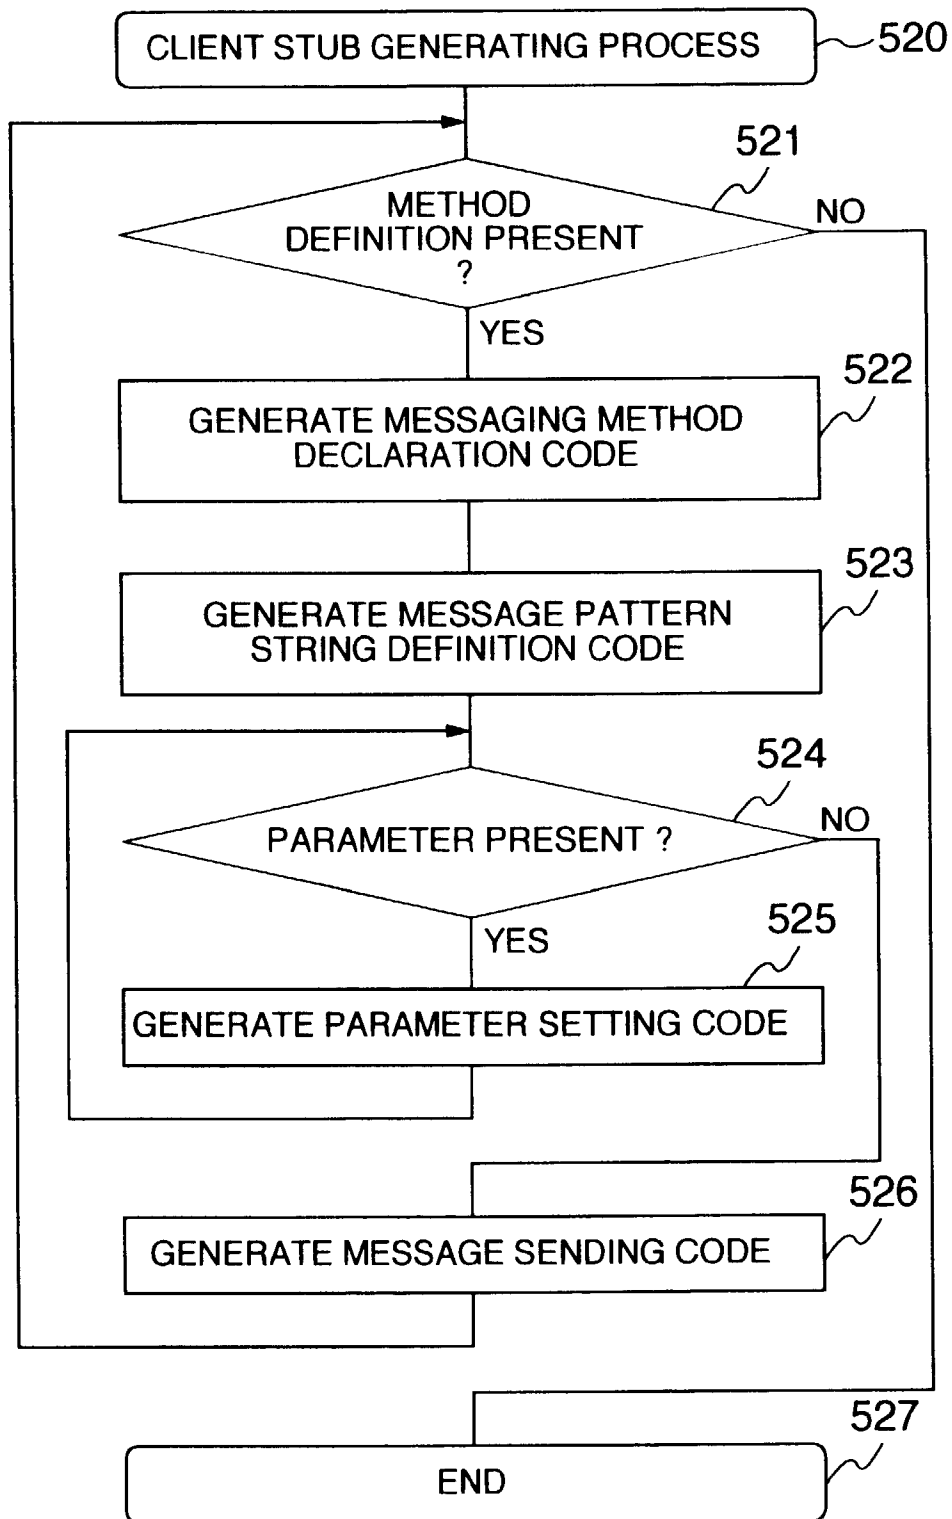 CLIENT STUB GENERATING PROCESS
520
521
METHOD
DEFINITION PRESENT
?
NO
YES
522
GENERATE MESSAGING METHOD
DECLARATION CODE
523
GENERATE MESSAGE PATTERN
STRING DEFINITION CODE
524
PARAMETER PRESENT ?
NO
YES
525
GENERATE PARAMETER SETTING CODE
526
GENERATE MESSAGE SENDING CODE
527
END